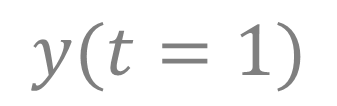 y(t = 1)